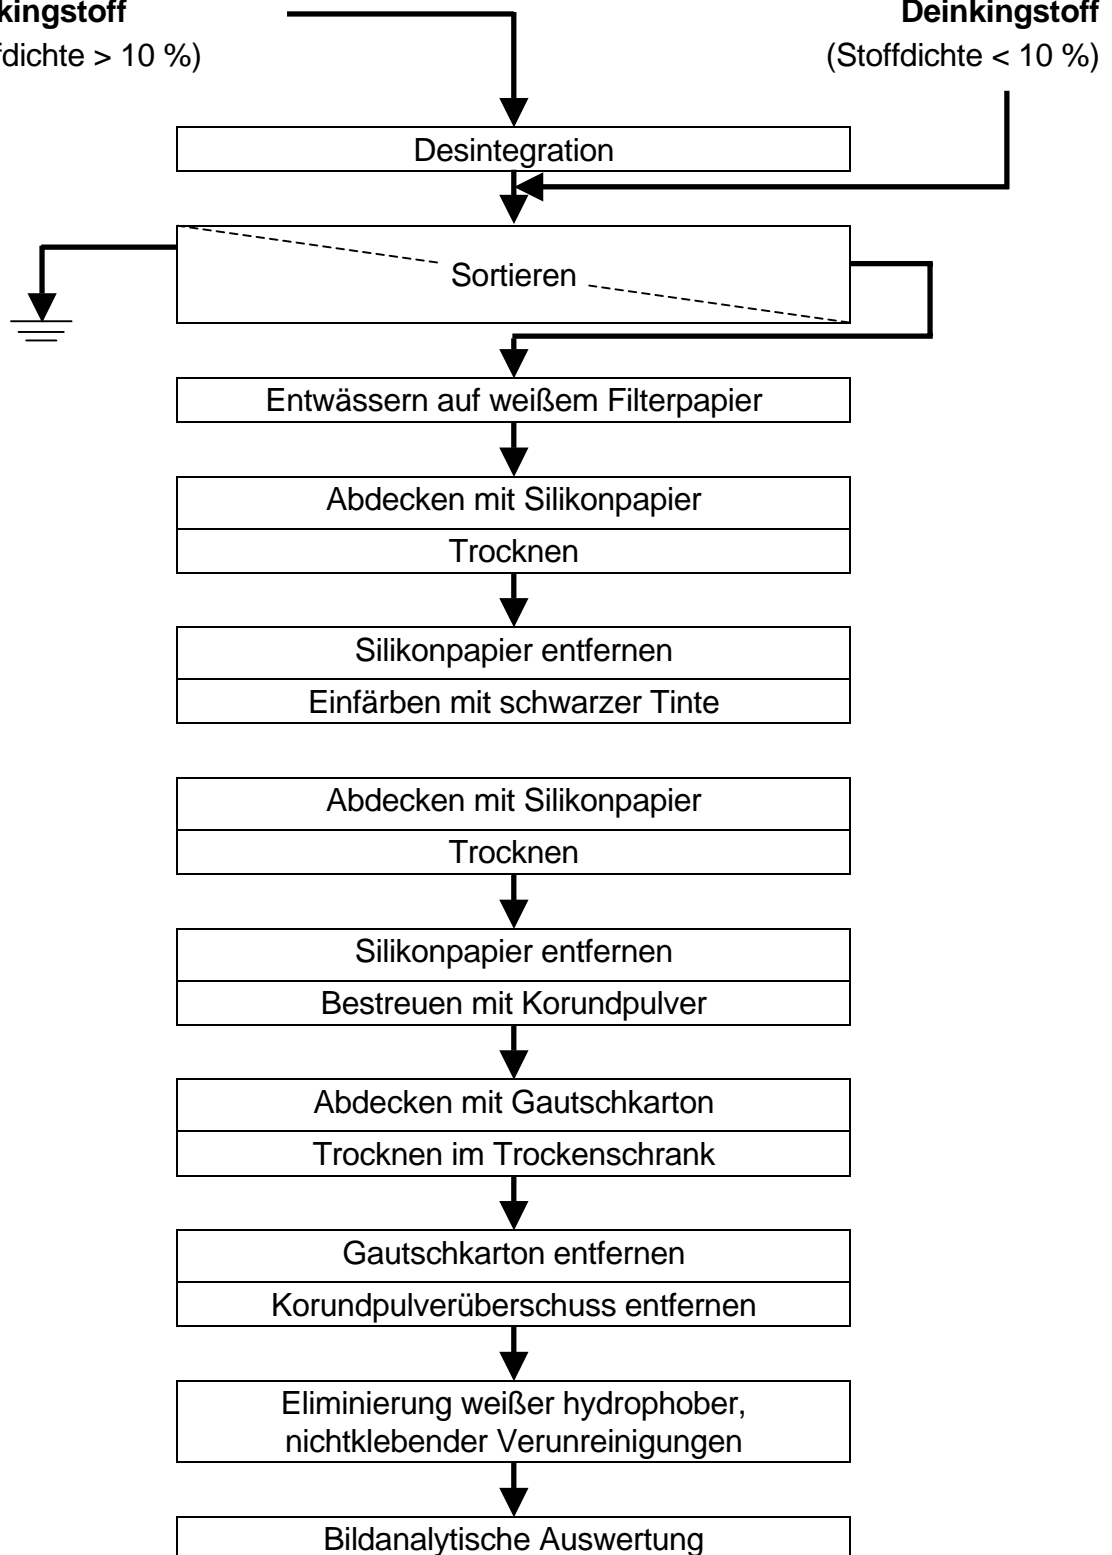 kingstoff
dichte > 10 %)
Deinkingstoff
(Stoffdichte < 10 %)
Desintegration
Sortieren
Entwässern auf weißem Filterpapier
Abdecken mit Silikonpapier
Trocknen
Silikonpapier entfernen
Einfärben mit schwarzer Tinte
Abdecken mit Silikonpapier
Trocknen
Silikonpapier entfernen
Bestreuen mit Korundpulver
Abdecken mit Gautschkarton
Trocknen im Trockenschrank
Gautschkarton entfernen
Korundpulverüberschuss entfernen
Eliminierung weißer hydrophober,
nichtklebender Verunreinigungen
Bildanalytische Auswertung